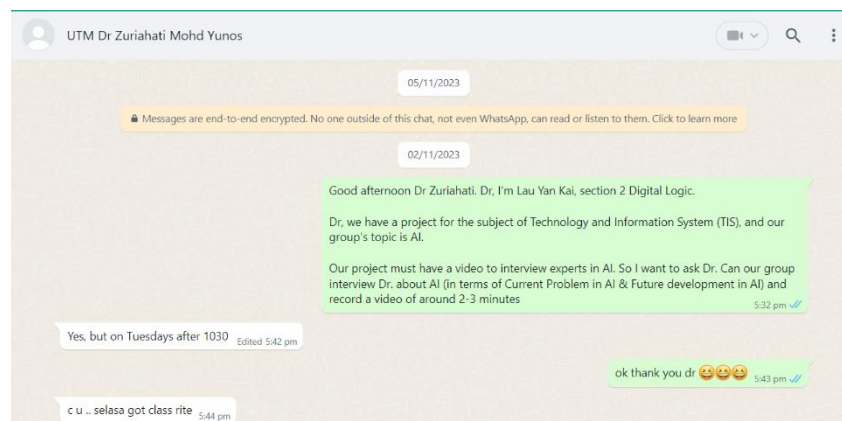 UTM Dr Zuriahati Mohd Yunos
05/11/2023
Messages are end-to-end encrypted. No one outside of this chat, not even WhatsApp, can read or listen to them. Click to learn more
02/11/2023
Good afternoon Dr Zuriahati. Dr, I'm Lau Yan Kai, section 2 Digital Logic.
Dr, we have a project for the subject of Technology and Information System (TIS), and our
group's topic is AI.
Our project must have a video to interview experts in AI. So I want to ask Dr. Can our group
interview Dr. about AI (in terms of Current Problem in AI & Future development in AI) and
record a video of around 2-3 minutes
5:32 pm
Yes, but on Tuesdays after 1030 Edited 5:42 pm
ok thank you dr 😆😆😆 5:43 pm
c u .. selasa got class rite 5:44 pm